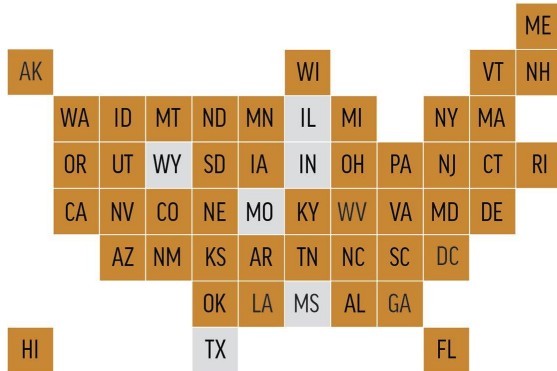 ME
AK WI VT NH
WA ID MT ND MN IL MI NY MA
OR UT WY SD IA IN OH PA NJ CT RI
CA NV CO NE MO KY WV VA MD DE
AZ NM KS AR TN NC SC DC
OK LA MS AL GA
HI TX FL